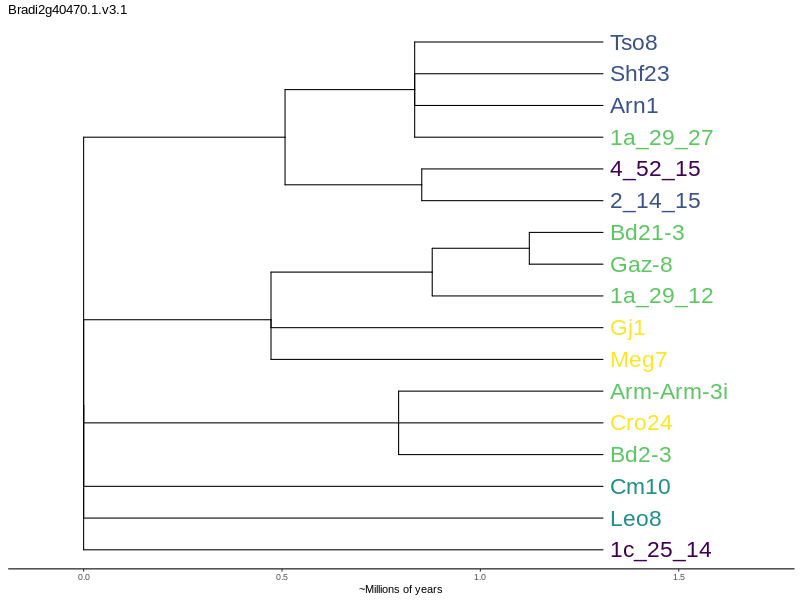 Bradi2g40470.1.v3.1
Tso8
Shf23
Arn1
1a_29_27
4_52_15
2_14_15
Bd21-3
Gaz-8
1a_29_12
Gj1
Meg7
Arm-Arm-3i
Cro24
Bd2-3
Cm10
Leo8
1c_25_14
0.0 0.5 1.0 1.5
~Millions of years